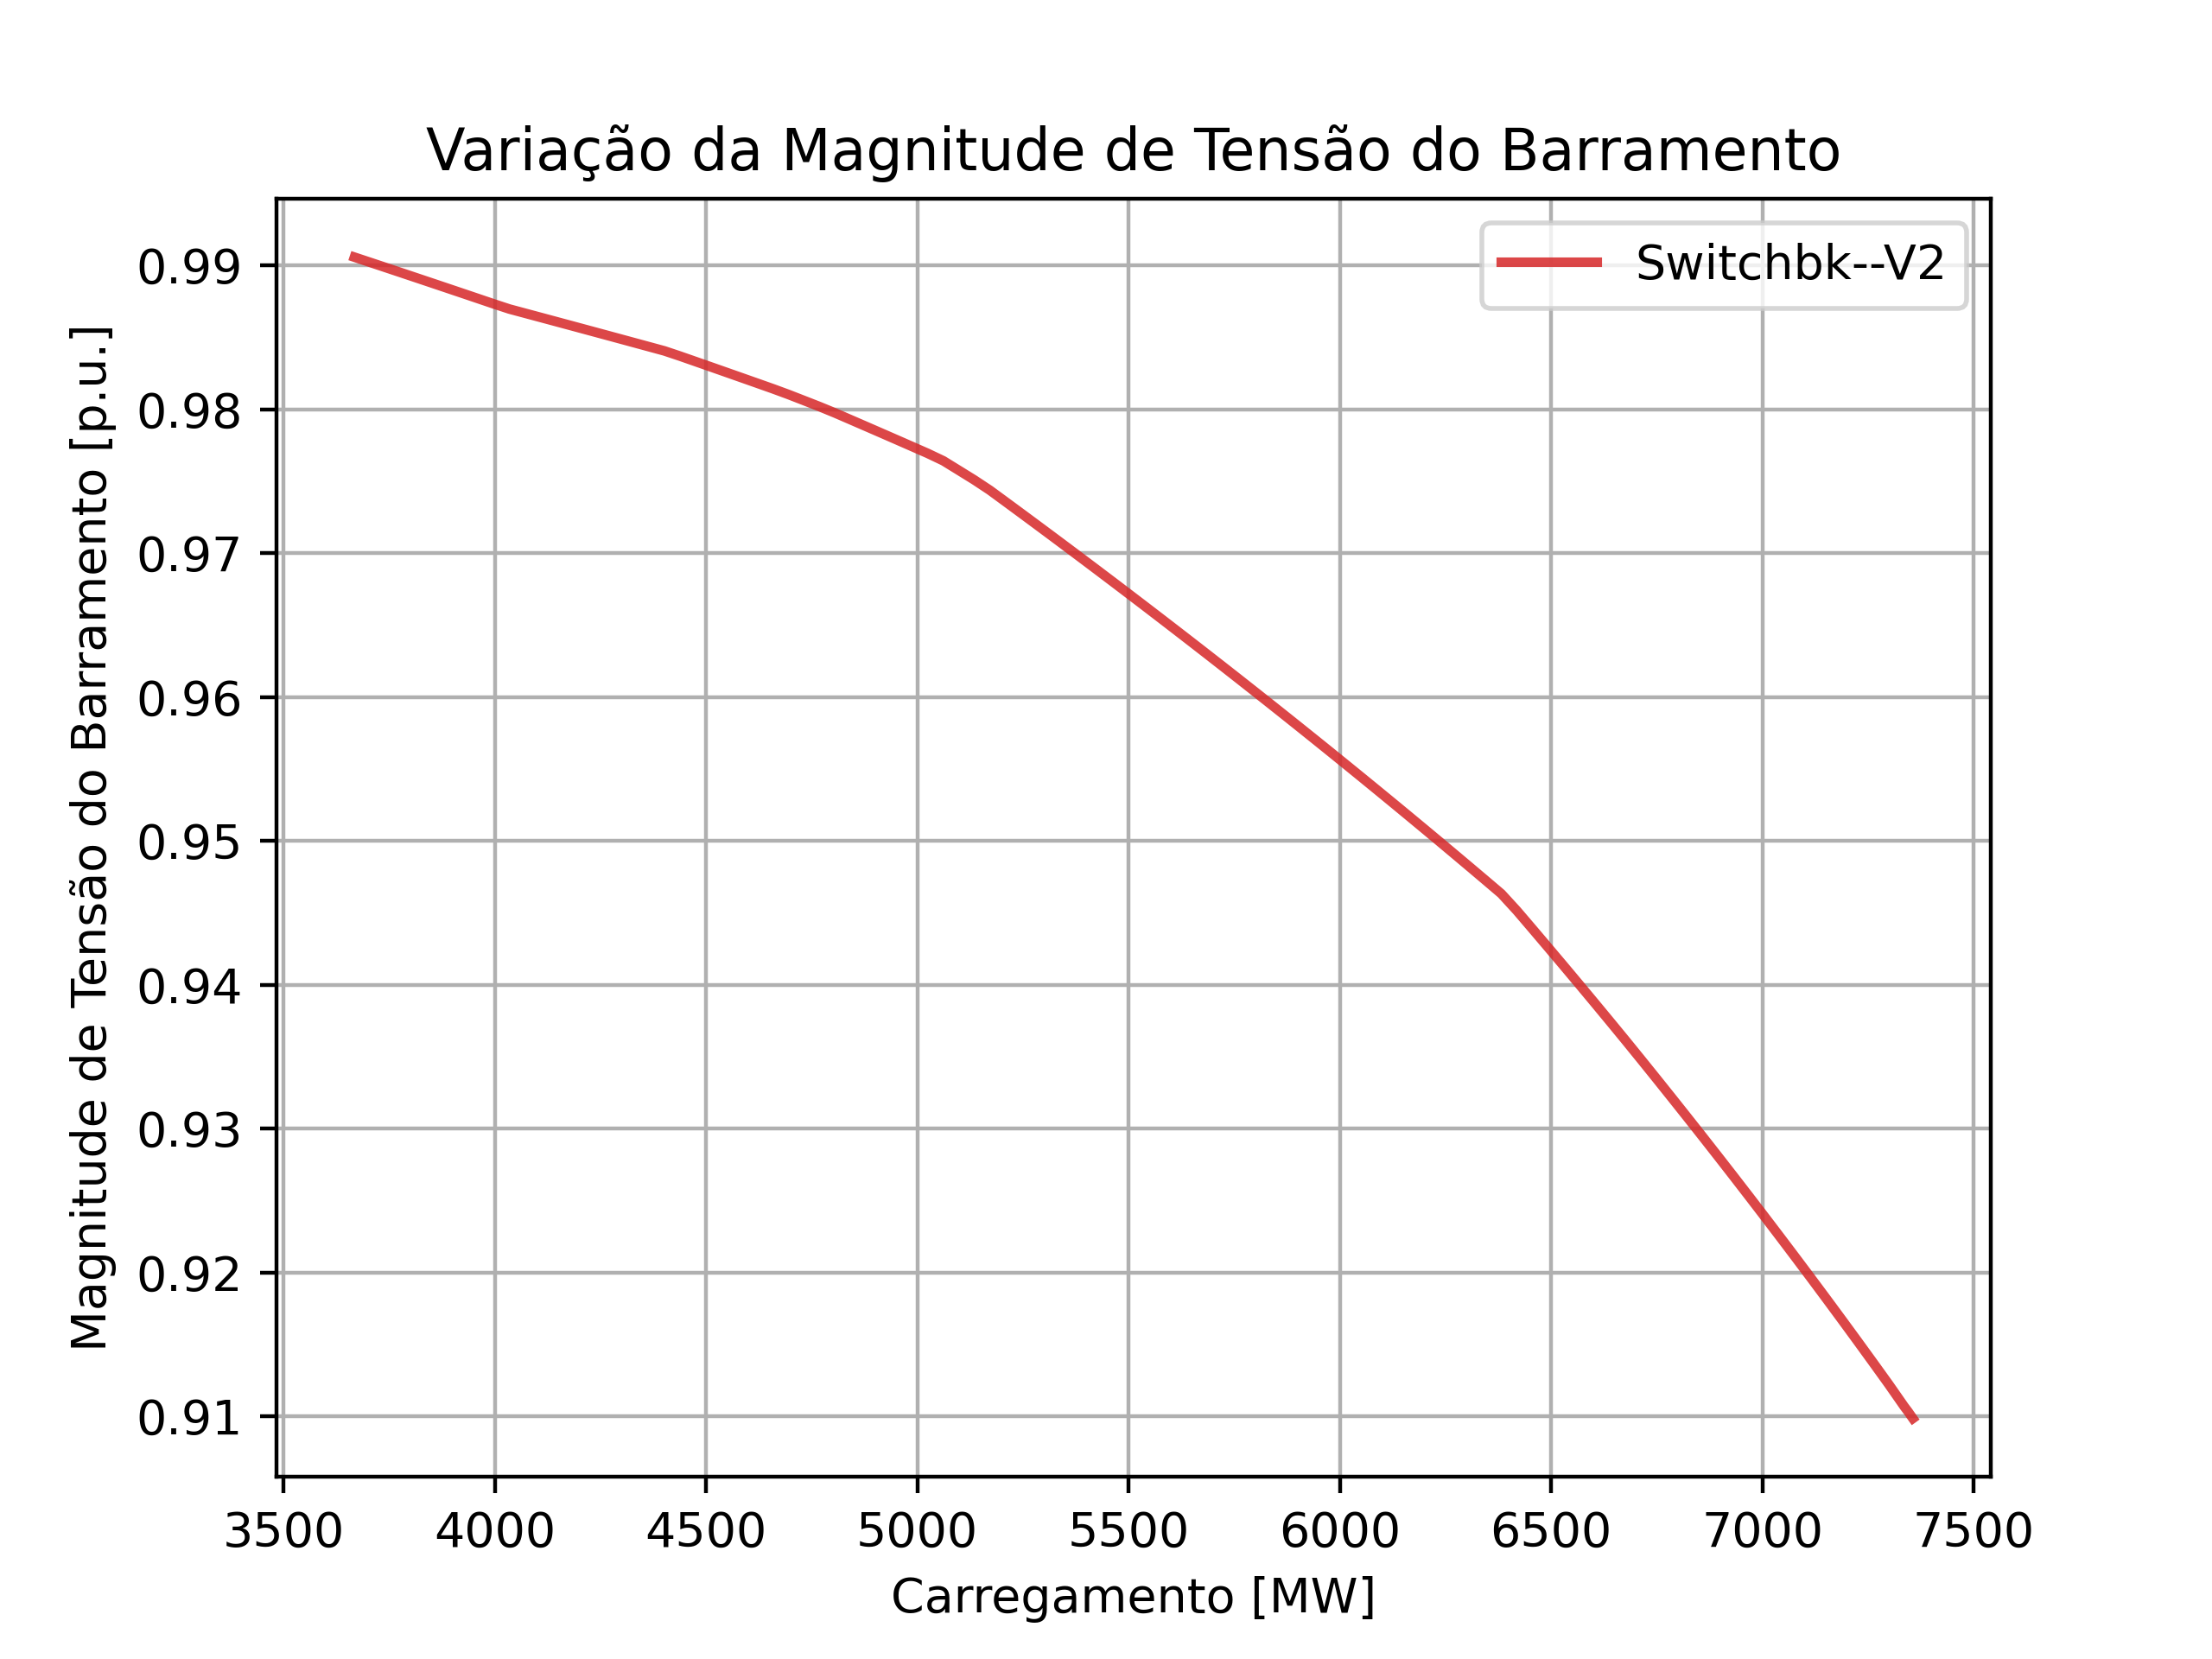 Variação da Magnitude de Tensão do Barramento
Switchbk--V2
Magnitude de Tensão do Barramento [p.u.]
0.99
0.98
0.97
0.96
0.95
0.94
0.93
0.92
0.91
3500 4000 4500 5000 5500 6000 6500 7000 7500
Carregamento [MW]